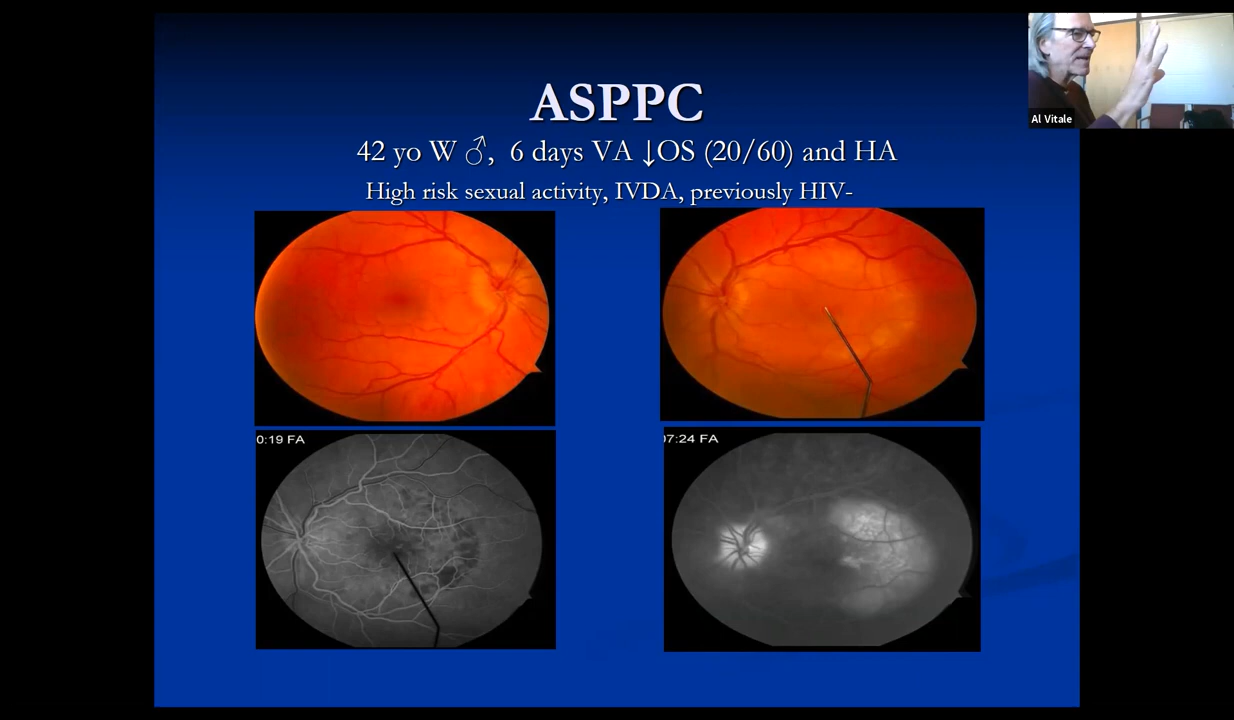 ASPPC
42 yo W ♂, 6 days VA ↓OS (20/60) and HA
High risk sexual activity, IVDA, previously HIV-
0:19 FA
07:24 FA
Al Vitale